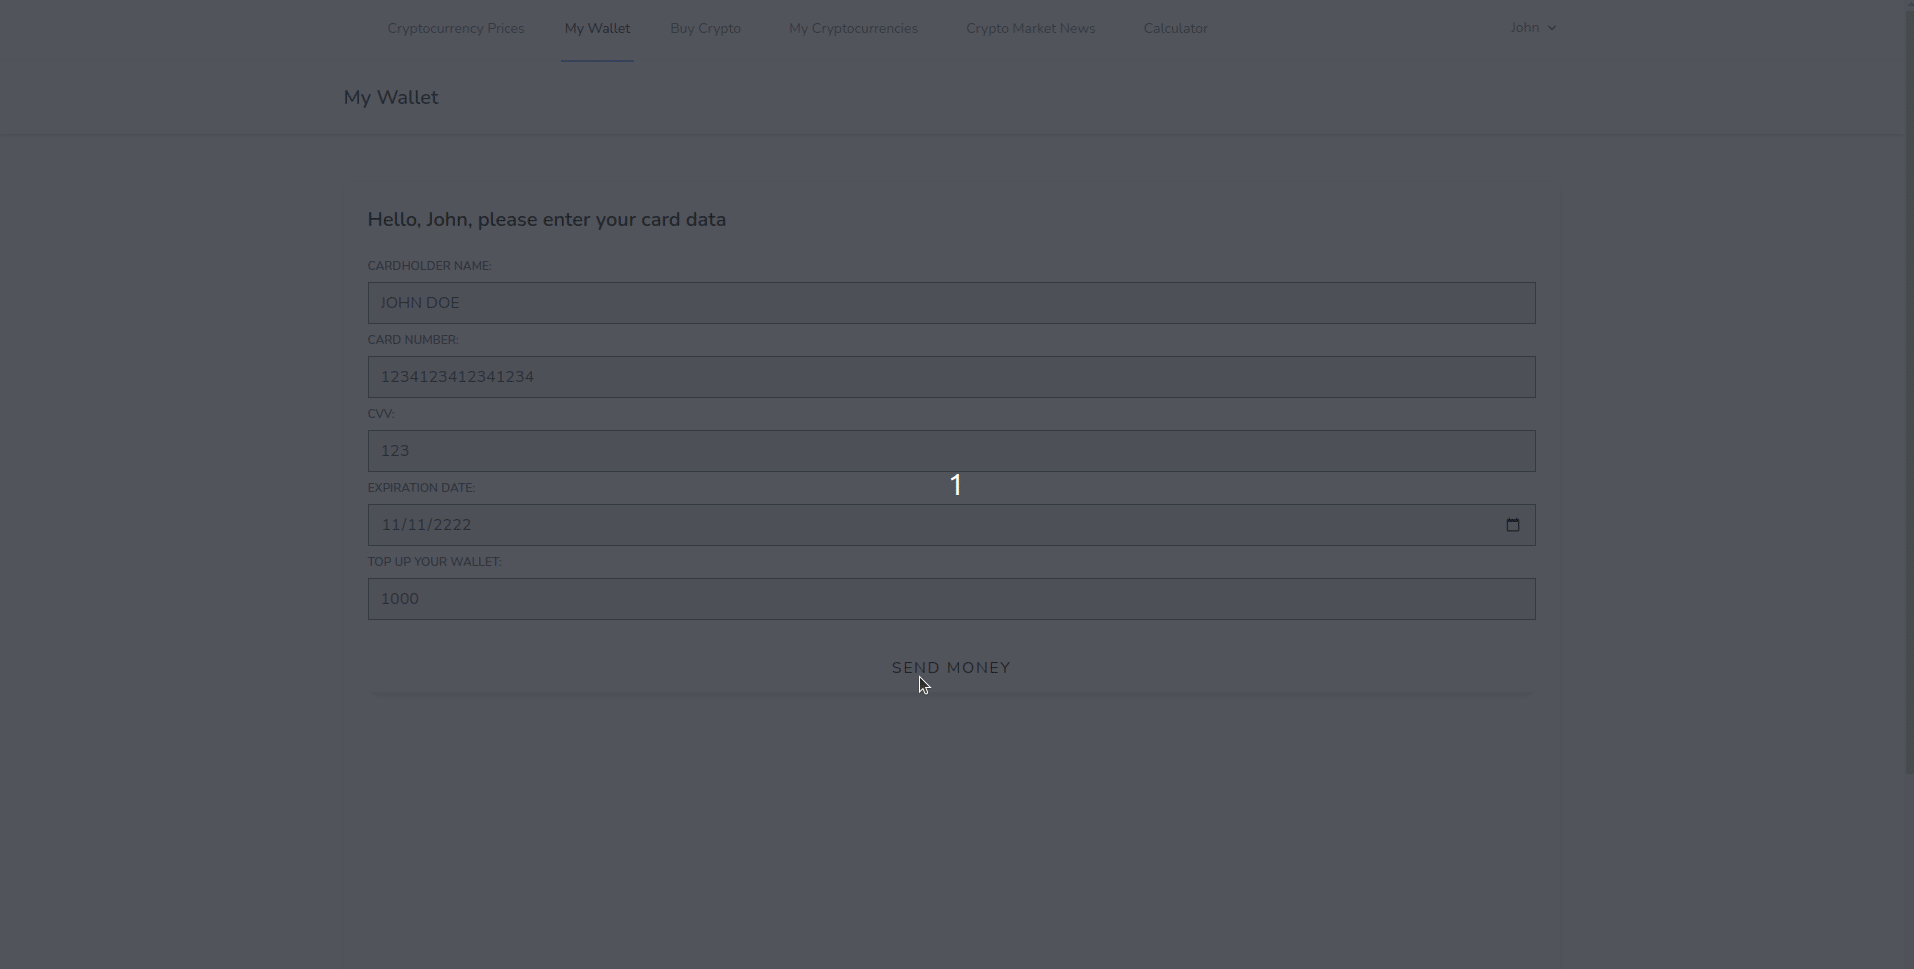 Cryptocurrency Prices My Wallet Buy Crypto My Cryptocurrencies Crypto Market News Calculator John
My Wallet
Hello, John, please enter your card data
CARDHOLDER NAME:
JOHN DOE
CARD NUMBER:
1234123412341234
CVV:
123
1
EXPIRATION DATE:
11/11/2222
TOP UP YOUR WALLET:
1000
SEND MONEY